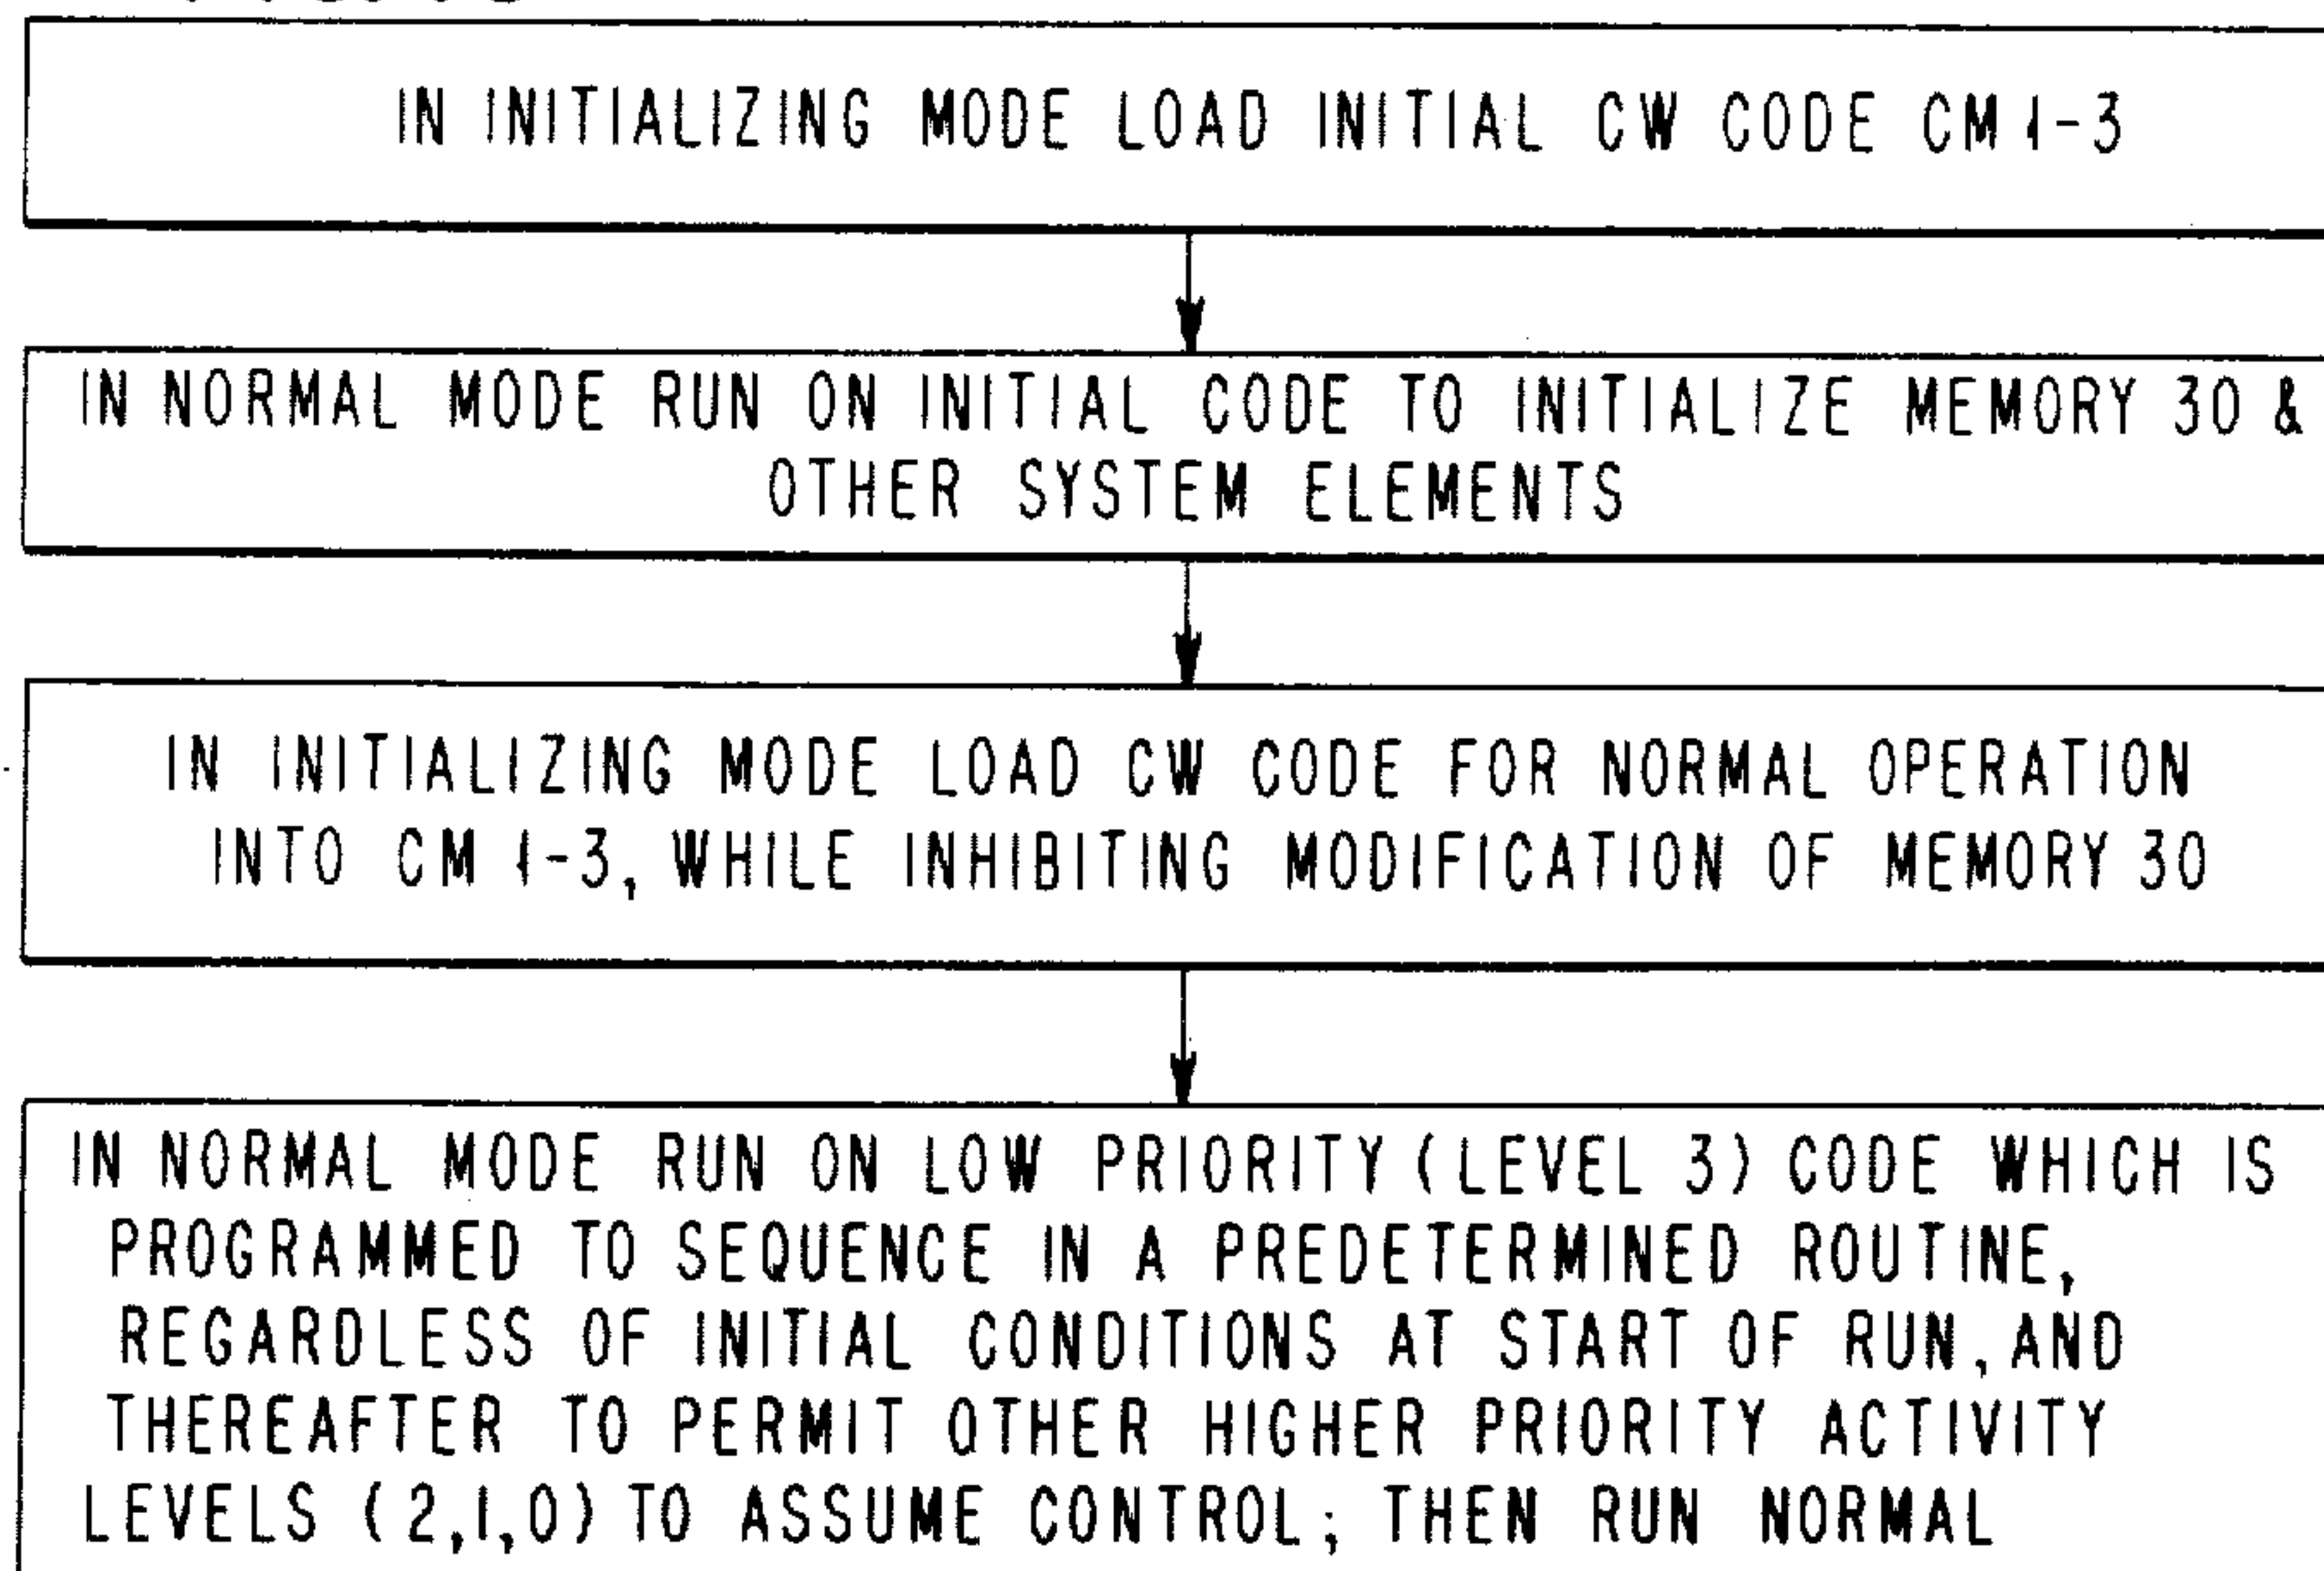 IN INITIALIZING MODE LOAD INITIAL CW CODE CM 1-3
IN NORMAL MODE RUN ON INITIAL CODE TO INITIALIZE MEMORY 30 &
OTHER SYSTEM ELEMENTS
IN INITIALIZING MODE LOAD CW CODE FOR NORMAL OPERATION
INTO CM 1-3, WHILE INHIBITING MODIFICATION OF MEMORY 30
IN NORMAL MODE RUN ON LOW PRIORITY (LEVEL 3) CODE WHICH IS
PROGRAMMED TO SEQUENCE IN A PREDETERMINED ROUTINE,
REGARDLESS OF INITIAL CONDITIONS AT START OF RUN, AND
THEREAFTER TO PERMIT OTHER HIGHER PRIORITY ACTIVITY
LEVELS (2,1,0) TO ASSUME CONTROL; THEN RUN NORMAL